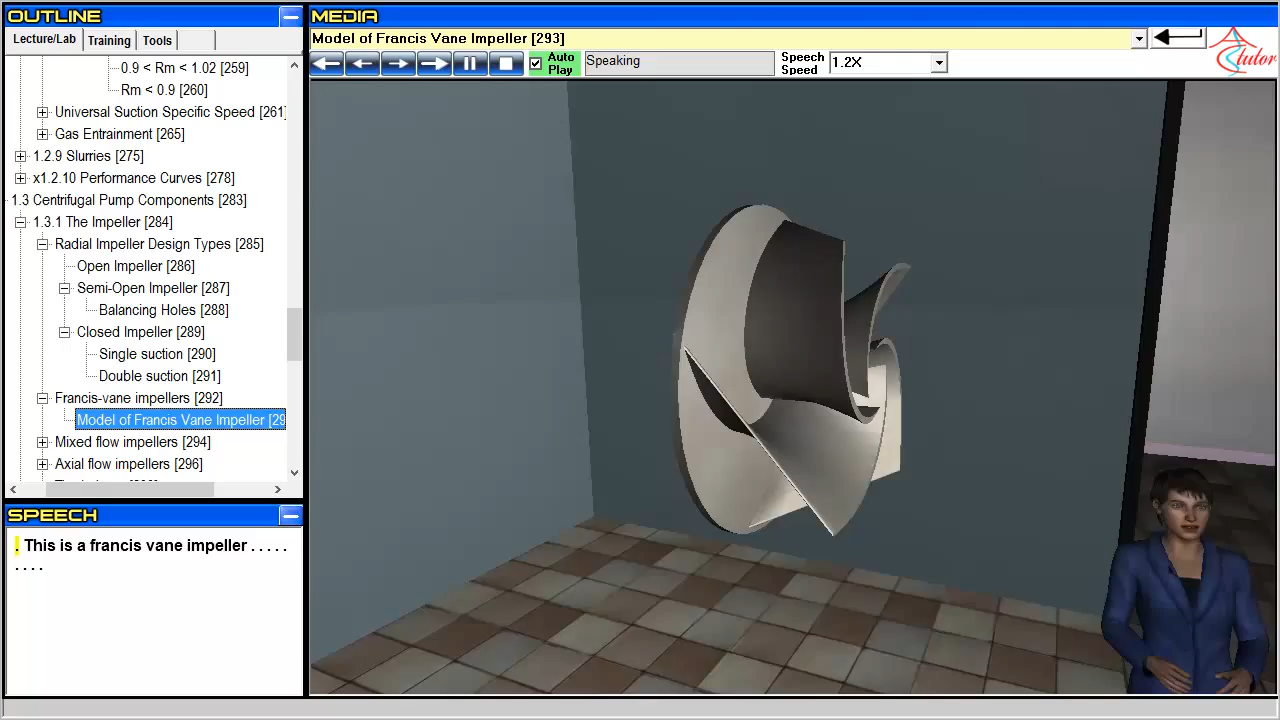 OUTLINE
Lecture/Lab Training Tools
0.9 < Rm < 1.02 [259]
Rm < 0.9 [260]
Universal Suction Specific Speed [261]
Gas Entrainment [265]
1.2.9 Slurries [275]
x1.2.10 Performance Curves [278]
1.3 Centrifugal Pump Components [283]
1.3.1 The Impeller [284]
Radial Impeller Design Types [285]
Open Impeller [286]
Semi-Open Impeller [287]
Balancing Holes [288]
Closed Impeller [289]
Single suction [290]
Double suction [291]
Francis-vane impellers [292]
Model of Francis Vane Impeller [29
Mixed flow impellers [294]
Axial flow impellers [296]
SPEECH
. This is a francis vane impeller . . . . .
. . . .
MEDIA
Model of Francis Vane Impeller [293]
Auto
Play
Speaking
Speech
Speed
1.2X
tutor